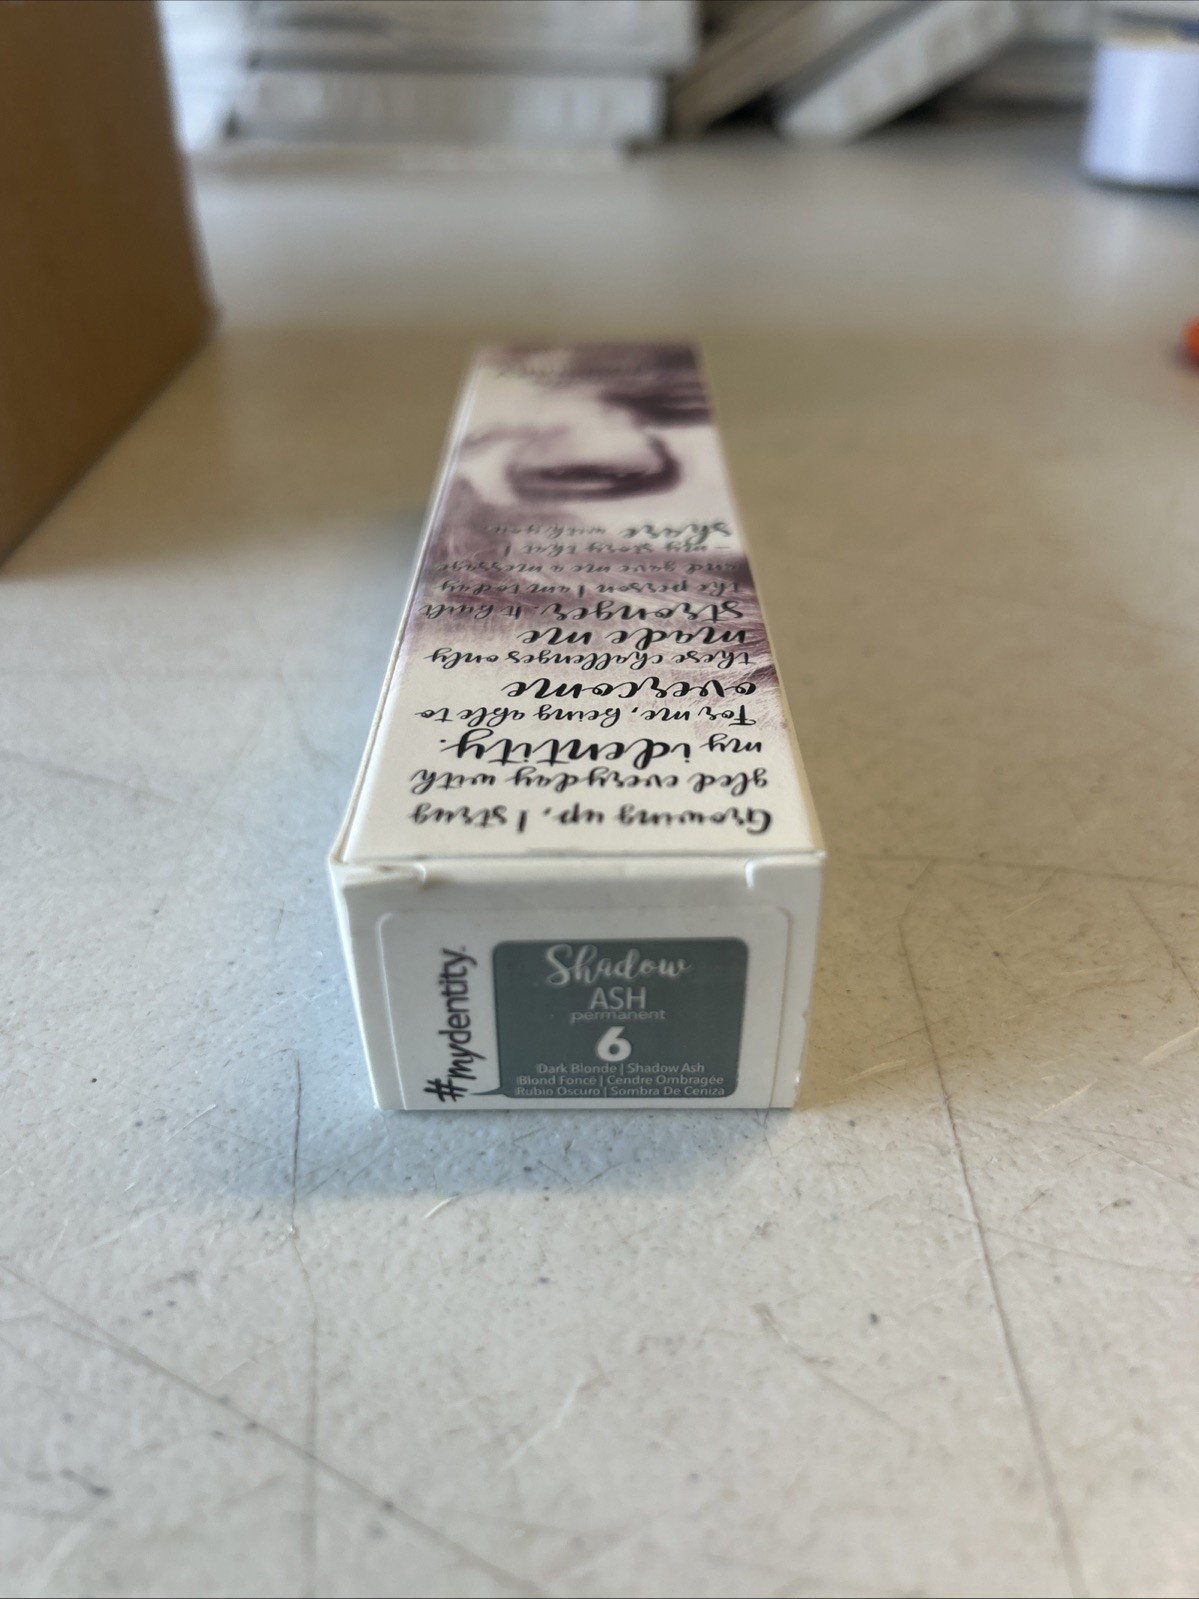 Growing up, I strug
gled everyday with
my identity.
For me, being able to
overcome
these challenges only
made me
stronger. It built
the person I am today
and gave me a message
- my story that I
share with you.
#mydentity
Shadow
ASH
permanent
6
Dark Blonde | Shadow Ash
Blond Foncé | Cendre Ombragée
Rubio Oscuro | Sombra De Ceniza